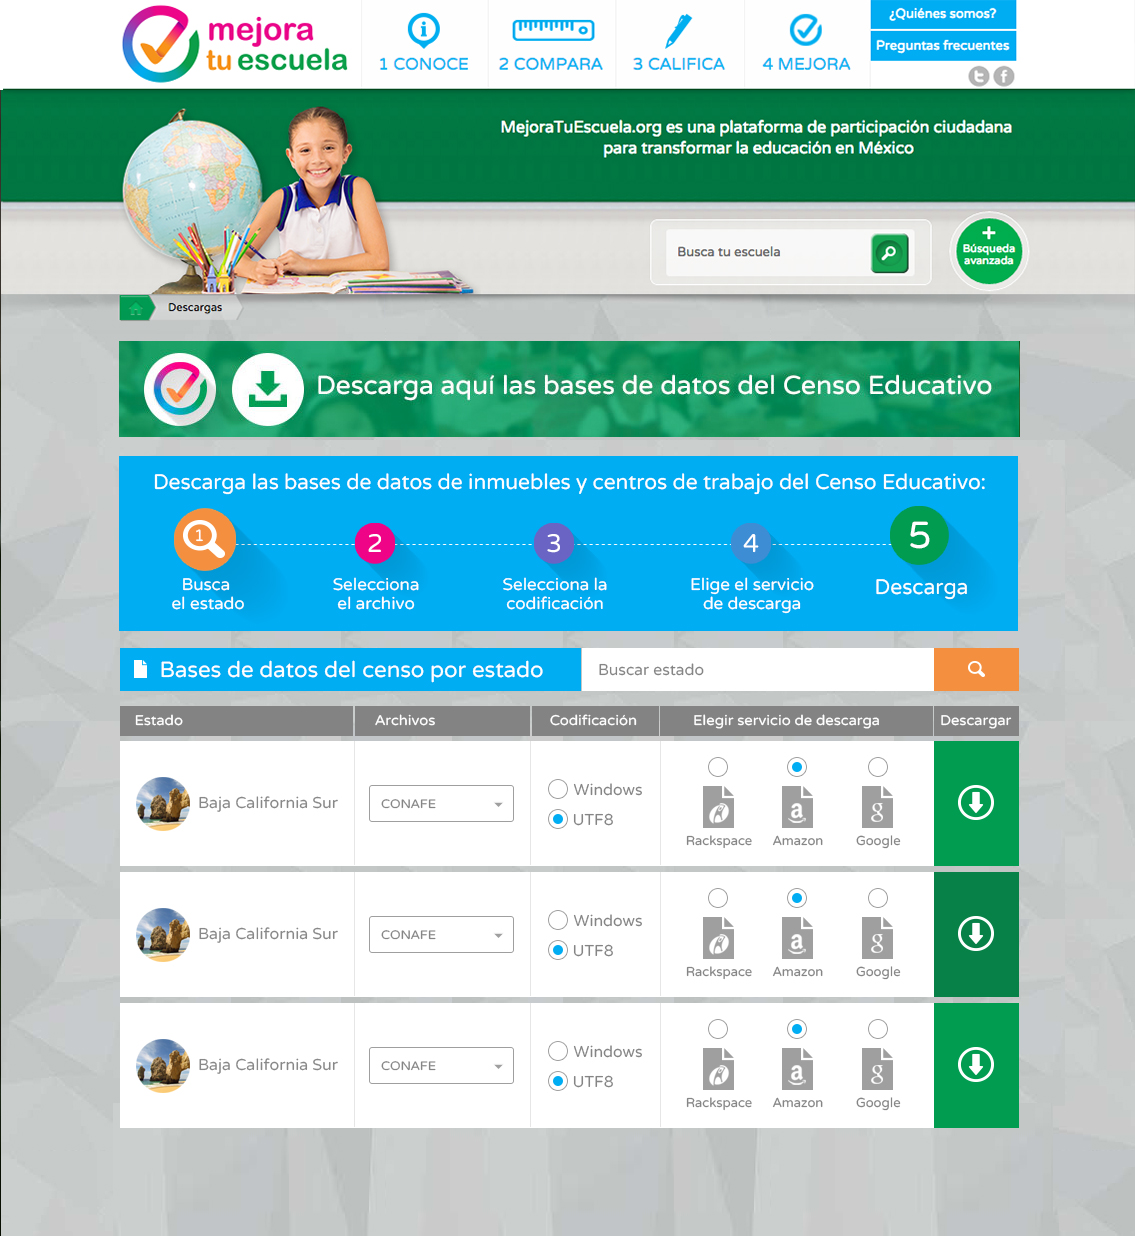 mejora
tu escuela
1 CONOCE
2 COMPARA
3 CALIFICA
4 MEJORA
¿Quiénes somos?
Preguntas frecuentes
MejoraTuEscuela.org es una plataforma de participación ciudadana
para transformar la educación en México
Busca tu escuela
+
Búsqueda
avanzada
Descargas
Descarga aquí las bases de datos del Censo Educativo
Descarga las bases de datos de inmuebles y centros de trabajo del Censo Educativo:
1
Busca
el estado
2
Selecciona
el archivo
3
Selecciona la
codificación
4
Elige el servicio
de descarga
5
Descarga
Bases de datos del censo por estado
Buscar estado
Estado
Archivos
Codificación
Elegir servicio de descarga
Descargar
Baja California Sur
CONAFE
Windows
UTF8
Rackspace
Amazon
Google
Baja California Sur
CONAFE
Windows
UTF8
Rackspace
Amazon
Google
Baja California Sur
CONAFE
Windows
UTF8
Rackspace
Amazon
Google